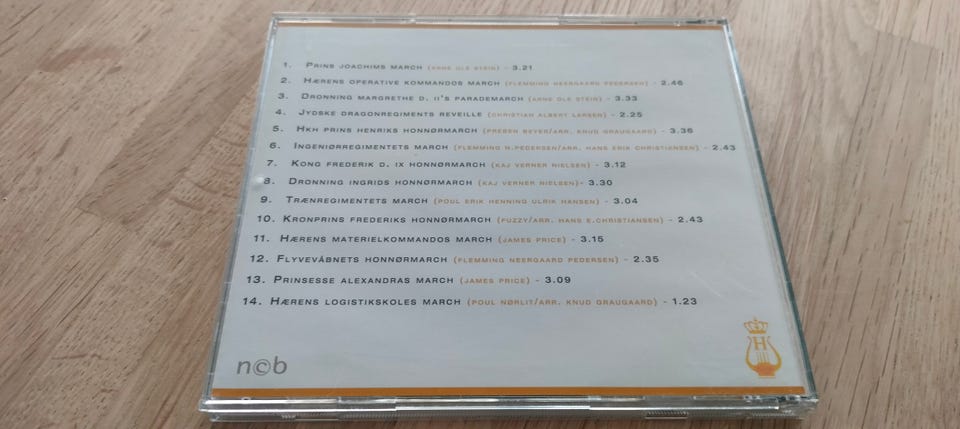 1. PRINS JOACHIMS MARCH (ARNE OLE STEIN) - 3.21
2. HÆRENS OPERATIVE KOMMANDOS MARCH (FLEMMING NEERGAARD PEDERSEN) - 2.46
3. DRONNING MARGRETHE D. II'S PARADEMARCH (ARNE OLE STEIN) - 3.33
4. JYDSKE DRAGONREGIMENTS REVEILLE (CHRISTIAN ALBERT LARSEN) - 2.25
5. HKH PRINS HENRIKS HONNØRMARCH (PREBEN BEYER/ARR. KNUD GRAUGAARD) - 3.36
6. INGENIØRREGIMENTETS MARCH (FLEMMING N.PEDERSEN/ARR. HANS ERIK CHRISTIANSEN) - 2.43
7. KONG FREDERIK D. IX HONNØRMARCH (KAJ VERNER NIELSEN) - 3.12
8. DRONNING INGRIDS HONNØRMARCH (KAJ VERNER NIELSEN)- 3.30
9. TRÆNREGIMENTETS MARCH (POUL ERIK HENNING ULRIK HANSEN) - 3.04
10. KRONPRINS FREDERIKS HONNØRMARCH (FUZZY/ARR. HANS E.CHRISTIANSEN) - 2.43
11. HÆRENS MATERIELKOMMANDOS MARCH (JAMES PRICE) - 3.15
12. FLYVEVÅBNETS HONNØRMARCH (FLEMMING NEERGAARD PEDERSEN) - 2.35
13. PRINSESSE ALEXANDRAS MARCH (JAMES PRICE) - 3.09
14. HÆRENS LOGISTIKSKOLES MARCH (POUL NØRLIT/ARR. KNUD GRAUGAARD) - 1.23
H
n©b